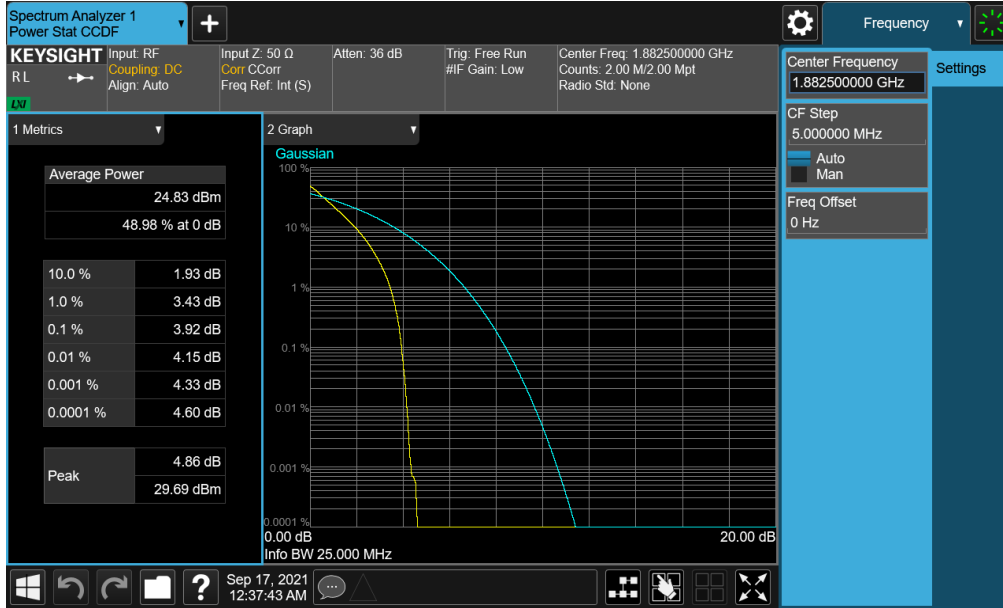 Spectrum Analyzer 1
Power Stat CCDF
Frequency
KEYSIGHT
RL
LXI
Input: RF
Coupling: DC
Align: Auto
Input Z: 50 Ω
Corr CCorr
Freq Ref: Int (S)
Atten: 36 dB
Trig: Free Run
#IF Gain: Low
Center Freq: 1.882500000 GHz
Counts: 2.00 M/2.00 Mpt
Radio Std: None
Center Frequency
1.882500000 GHz
Settings
CF Step
5.000000 MHz
Auto
Man
Freq Offset
0 Hz
1 Metrics
Average Power
24.83 dBm
48.98 % at 0 dB
10.0 % 1.93 dB
1.0 % 3.43 dB
0.1 % 3.92 dB
0.01 % 4.15 dB
0.001 % 4.33 dB
0.0001 % 4.60 dB
Peak 4.86 dB
29.69 dBm
2 Graph
Gaussian
100 %
10 %
1 %
0.1 %
0.01 %
0.001 %
0.0001 %
0.00 dB 20.00 dB
Info BW 25.000 MHz
?
Sep 17, 2021
12:37:43 AM